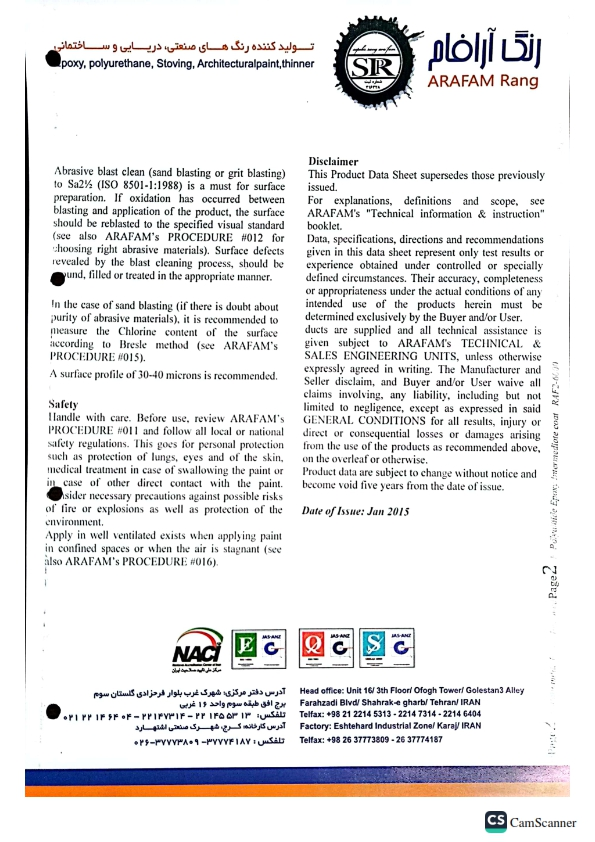 تولید کننده رنگ های صنعتی، دریایی و ساختمانی
poxy, polyurethane, Stoving, Architecturalpaint,thinner
STR
شماره ثبت
رنگ آرافام
ARAFAM Rang
Abrasive blast clean (sand blasting or grit blasting)
to Sa2½ (ISO 8501-1:1988) is a must for surface
preparation. If oxidation has occurred between
blasting and application of the product, the surface
should be reblasted to the specified visual standard
(see also ARAFAM's PROCEDURE #012 for
choosing right abrasive materials). Surface defects
revealed by the blast cleaning process, should be
und, filled or treated in the appropriate manner.
In the case of sand blasting (if there is doubt about
purity of abrasive materials), it is recommended to
measure the Chlorine content of the surface
according to Bresle method (see ARAFAM's
PROCEDURE #015).
A surface profile of 30-40 microns is recommended.
Safety
Handle with care. Before use, review ARAFAM's
PROCEDURE #011 and follow all local or national
safety regulations. This goes for personal protection
such as protection of lungs, eyes and of the skin,
medical treatment in case of swallowing the paint or
in case of other direct contact with the paint.
sider necessary precautions against possible risks
of fire or explosions as well as protection of the
environment.
Apply in well ventilated exists when applying paint
in confined spaces or when the air is stagnant (see
also ARAFAM's PROCEDURE #016).
Disclaimer
This Product Data Sheet supersedes those previously
issued.
For explanations, definitions and scope, see
ARAFAM's "Technical information & instruction"
booklet.
Data, specifications, directions and recommendations
given in this data sheet represent only test results or
experience obtained under controlled or specially
defined circumstances. Their accuracy, completeness
or appropriateness under the actual conditions of any
intended use of the products herein must be
determined exclusively by the Buyer and/or User.
ducts are supplied and all technical assistance is
given subject to ARAFAM's TECHNICAL &
SALES ENGINEERING UNITS, unless otherwise
expressly agreed in writing. The Manufacturer and
Seller disclaim, and Buyer and/or User waive all
claims involving, any liability, including but not
limited to negligence, except as expressed in said
GENERAL CONDITIONS for all results, injury or
direct or consequential losses or damages arising
from the use of the products as recommended above,
on the overleaf or otherwise.
Product data are subject to change without notice and
become void five years from the date of issue.
Date of Issue: Jan 2015
Page2
Epoxy Intermediate coat
NACI
مرکز ملی تایید صلاحیت ایران
E
JAS-ANZ
Q
JAS-ANZ
S
JAS-ANZ
آدرس دفتر مرکزی: شهرک غرب بلوار فرحزادی گلستان سوم
برج افق طبقه سوم واحد ۱۶ غربی
تلفکس: ۱۳ ۵۳ ۱۴۵ ۲۲ - ۲۲۱۴۷۳۱۴ - ۰۴ ۶۴ ۱۴ ۲۲ ۰۲۱
آدرس کارخانه: کرج، شهرک صنعتی اشتهارد
تلفکس: ۳۷۷۷۴۱۸۷- ۳۷۷۷۳۸۰۹-۰۲۶
Head office: Unit 16/ 3th Floor/ Ofogh Tower/ Golestan3 Alley
Farahzadi Blvd/ Shahrak-e gharb/ Tehran/ IRAN
Telfax: +98 21 2214 5313 - 2214 7314 - 2214 6404
Factory: Eshtehard Industrial Zone/ Karaj/ IRAN
Telfax: +98 26 37773809 - 26 37774187
CS CamScanner